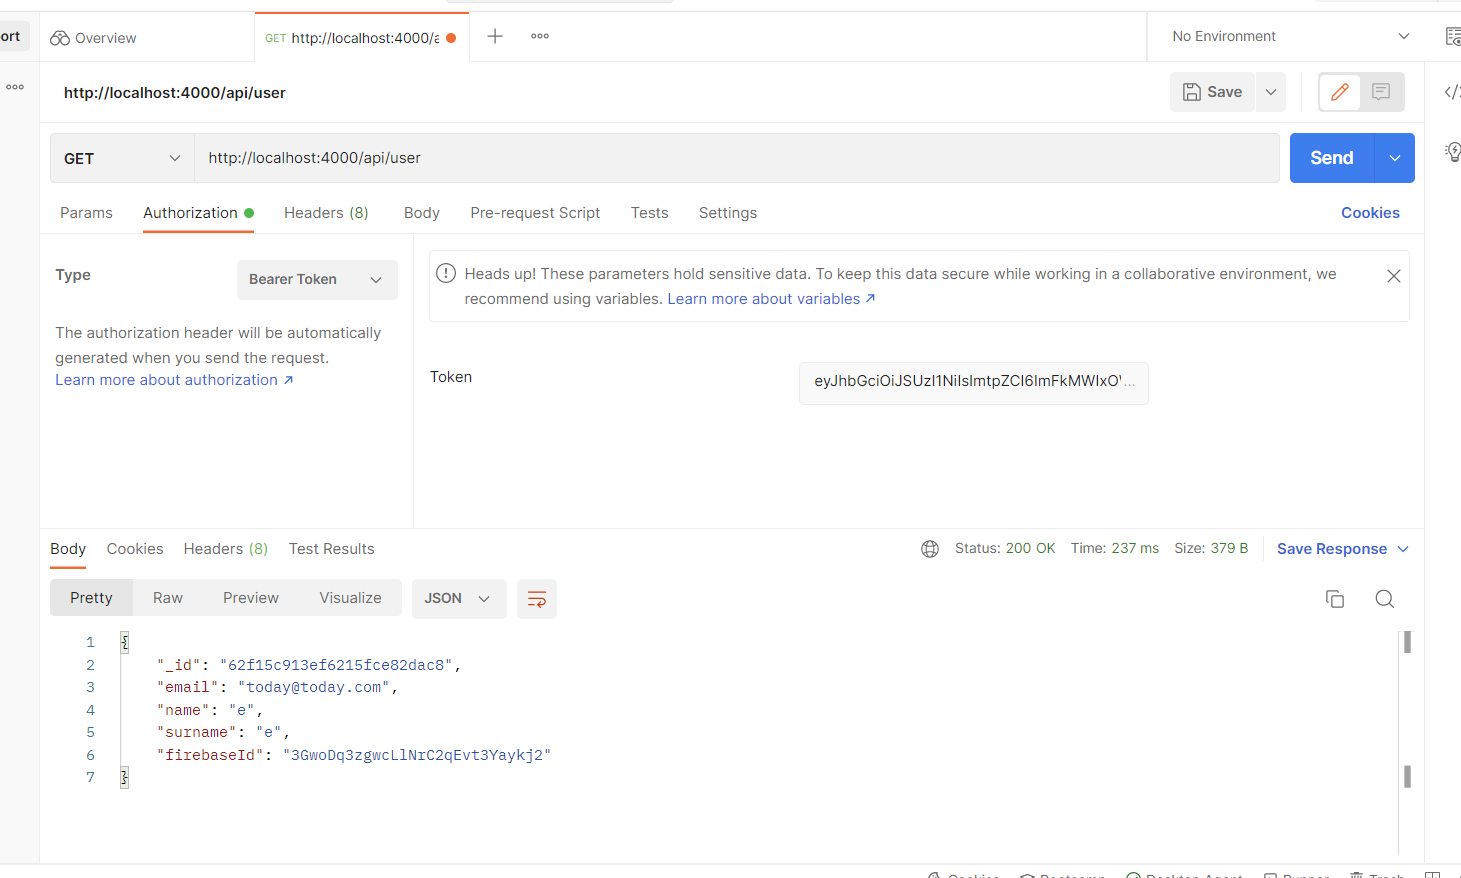 ort
Overview
GET http://localhost:4000/a
No Environment
http://localhost:4000/api/user
Save
GET
http://localhost:4000/api/user
Send
Params Authorization Headers (8) Body Pre-request Script Tests Settings
Cookies
Type
Bearer Token
The authorization header will be automatically
generated when you send the request.
Learn more about authorization ↗
Heads up! These parameters hold sensitive data. To keep this data secure while working in a collaborative environment, we
recommend using variables. Learn more about variables ↗
Token
Body Cookies Headers (8) Test Results
Status: 200 OK Time: 237 ms Size: 379 B
Save Response
Pretty Raw Preview Visualize
JSON
1 {
2 "_id": "62f15c913ef6215fce82dac8",
3 "email": "today@today.com",
4 "name": "e",
5 "surname": "e",
6 "firebaseId": "3GwoDq3zgwcLlNrC2qEvt3Yaykj2"
7 }
Cookies Bootcamp Desktop Agent Runner Trash